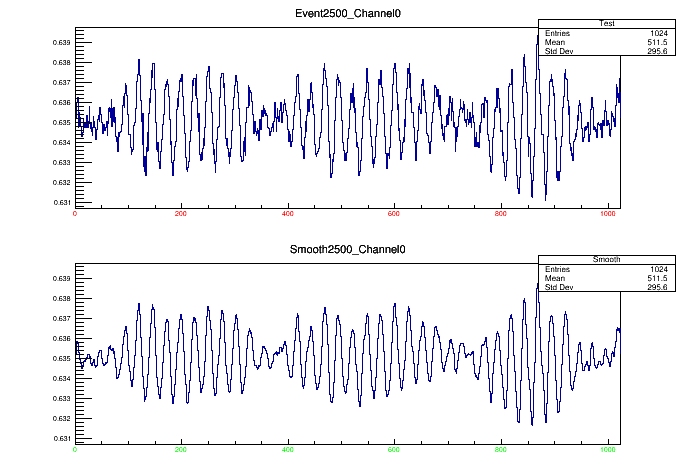 Event2500_Channel0
Test
Entries 1024
Mean 511.5
Std Dev 295.6
0.639
0.638
0.637
0.636
0.635
0.634
0.633
0.632
0.631
0 200 400 600 800 1000
Smooth2500_Channel0
Smooth
Entries 1024
Mean 511.5
Std Dev 295.6
0.639
0.638
0.637
0.636
0.635
0.634
0.633
0.632
0.631
0 200 400 600 800 1000